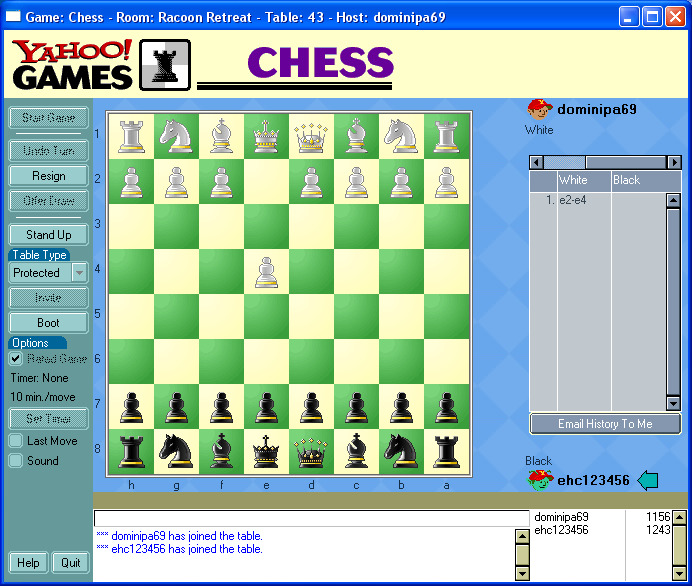 Game: Chess - Room: Racoon Retreat - Table: 43 - Host: dominipa69
YAHOO! GAMES
CHESS
Start Game
Undo Turn
Resign
Offer Draw
Stand Up
Table Type
Protected
Invite
Boot
Options
Rated Game
Timer: None
10 min./move
Set Timer
Last Move
Sound
Help Quit
1
2
3
4
5
6
7
8
h g f e d c b a
dominipa69
White
White Black
1. e2-e4
Email History To Me
Black
ehc123456
*** dominipa69 has joined the table.
*** ehc123456 has joined the table.
dominipa69 1156
ehc123456 1243